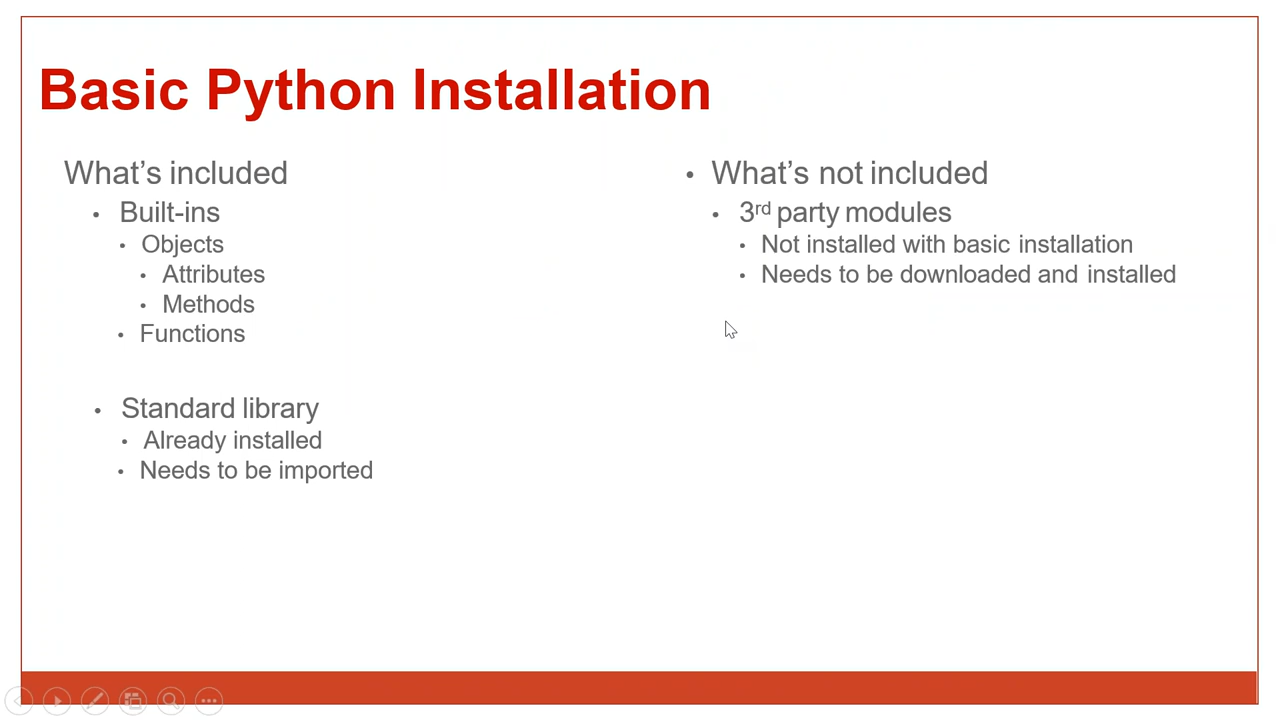 Basic Python Installation
What's included
• Built-ins
• Objects
• Attributes
• Methods
• Functions
• Standard library
• Already installed
• Needs to be imported
• What's not included
• 3rd party modules
• Not installed with basic installation
• Needs to be downloaded and installed